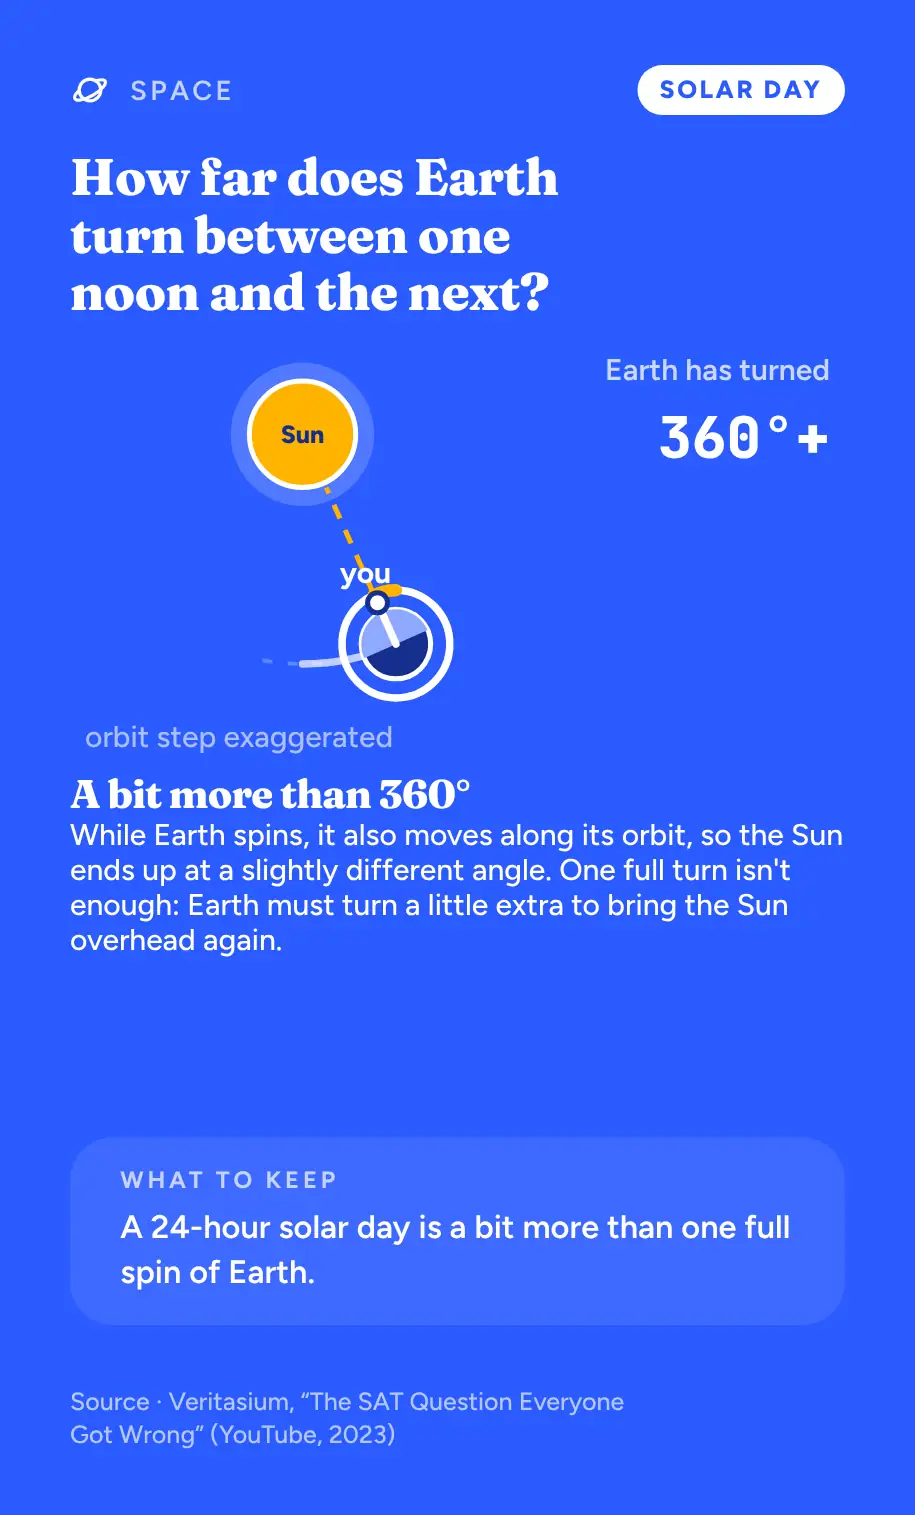 SPACE
SOLAR DAY
How far does Earth
turn between one
noon and the next?
Earth has turned
360°+
Sun
you
orbit step exaggerated
A bit more than 360°
While Earth spins, it also moves along its orbit, so the Sun
ends up at a slightly different angle. One full turn isn't
enough: Earth must turn a little extra to bring the Sun
overhead again.
WHAT TO KEEP
A 24-hour solar day is a bit more than one full
spin of Earth.
Source · Veritasium, “The SAT Question Everyone
Got Wrong” (YouTube, 2023)